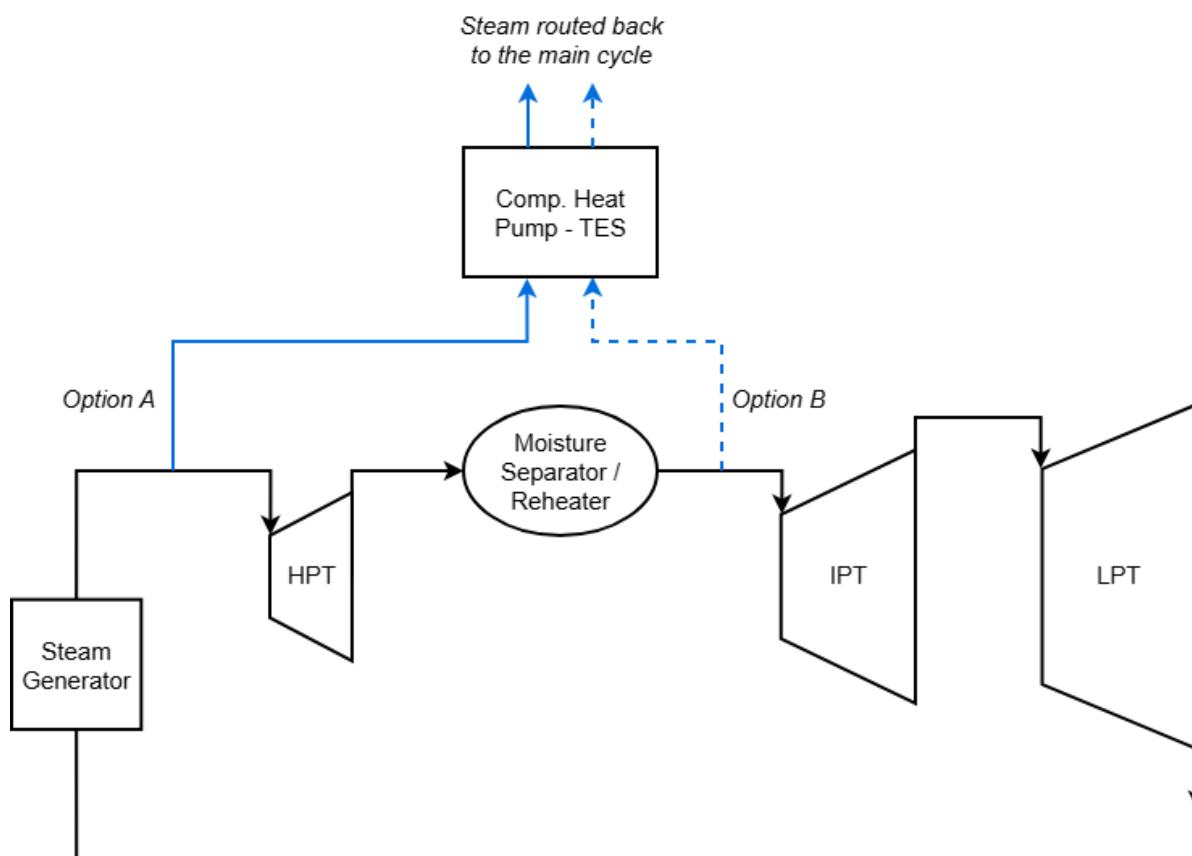 Steam routed back
to the main cycle
Comp. Heat
Pump - TES
Option A
Option B
Moisture
Separator /
Reheater
HPT
IPT
LPT
Steam
Generator